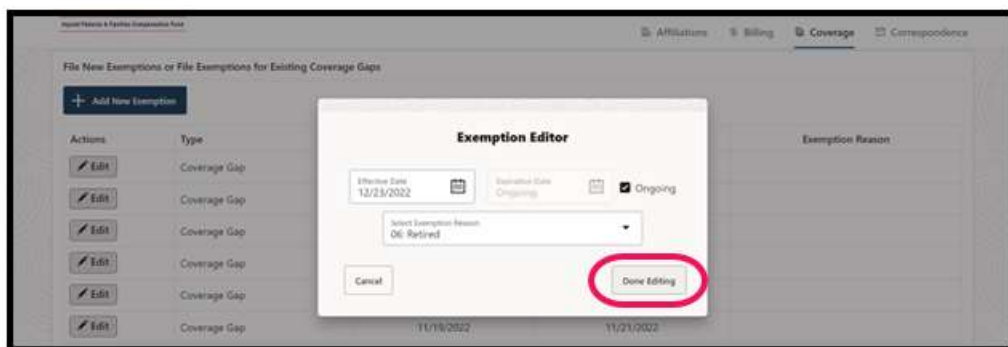 Injured Patients & Families Compensation Fund
Affiliations Billing Coverage Correspondence
File New Exemptions or File Exemptions for Existing Coverage Gaps
+ Add New Exemption
Actions Type Exemption Reason
Exemption Editor
Edit Coverage Gap
Effective Date
12/23/2022
Expiration Date
Ongoing
Ongoing
Edit Coverage Gap
Select Exemption Reason
06: Retired
Edit Coverage Gap
Edit Coverage Gap
Cancel Done Editing
Edit Coverage Gap
Edit Coverage Gap 11/19/2022 11/21/2022